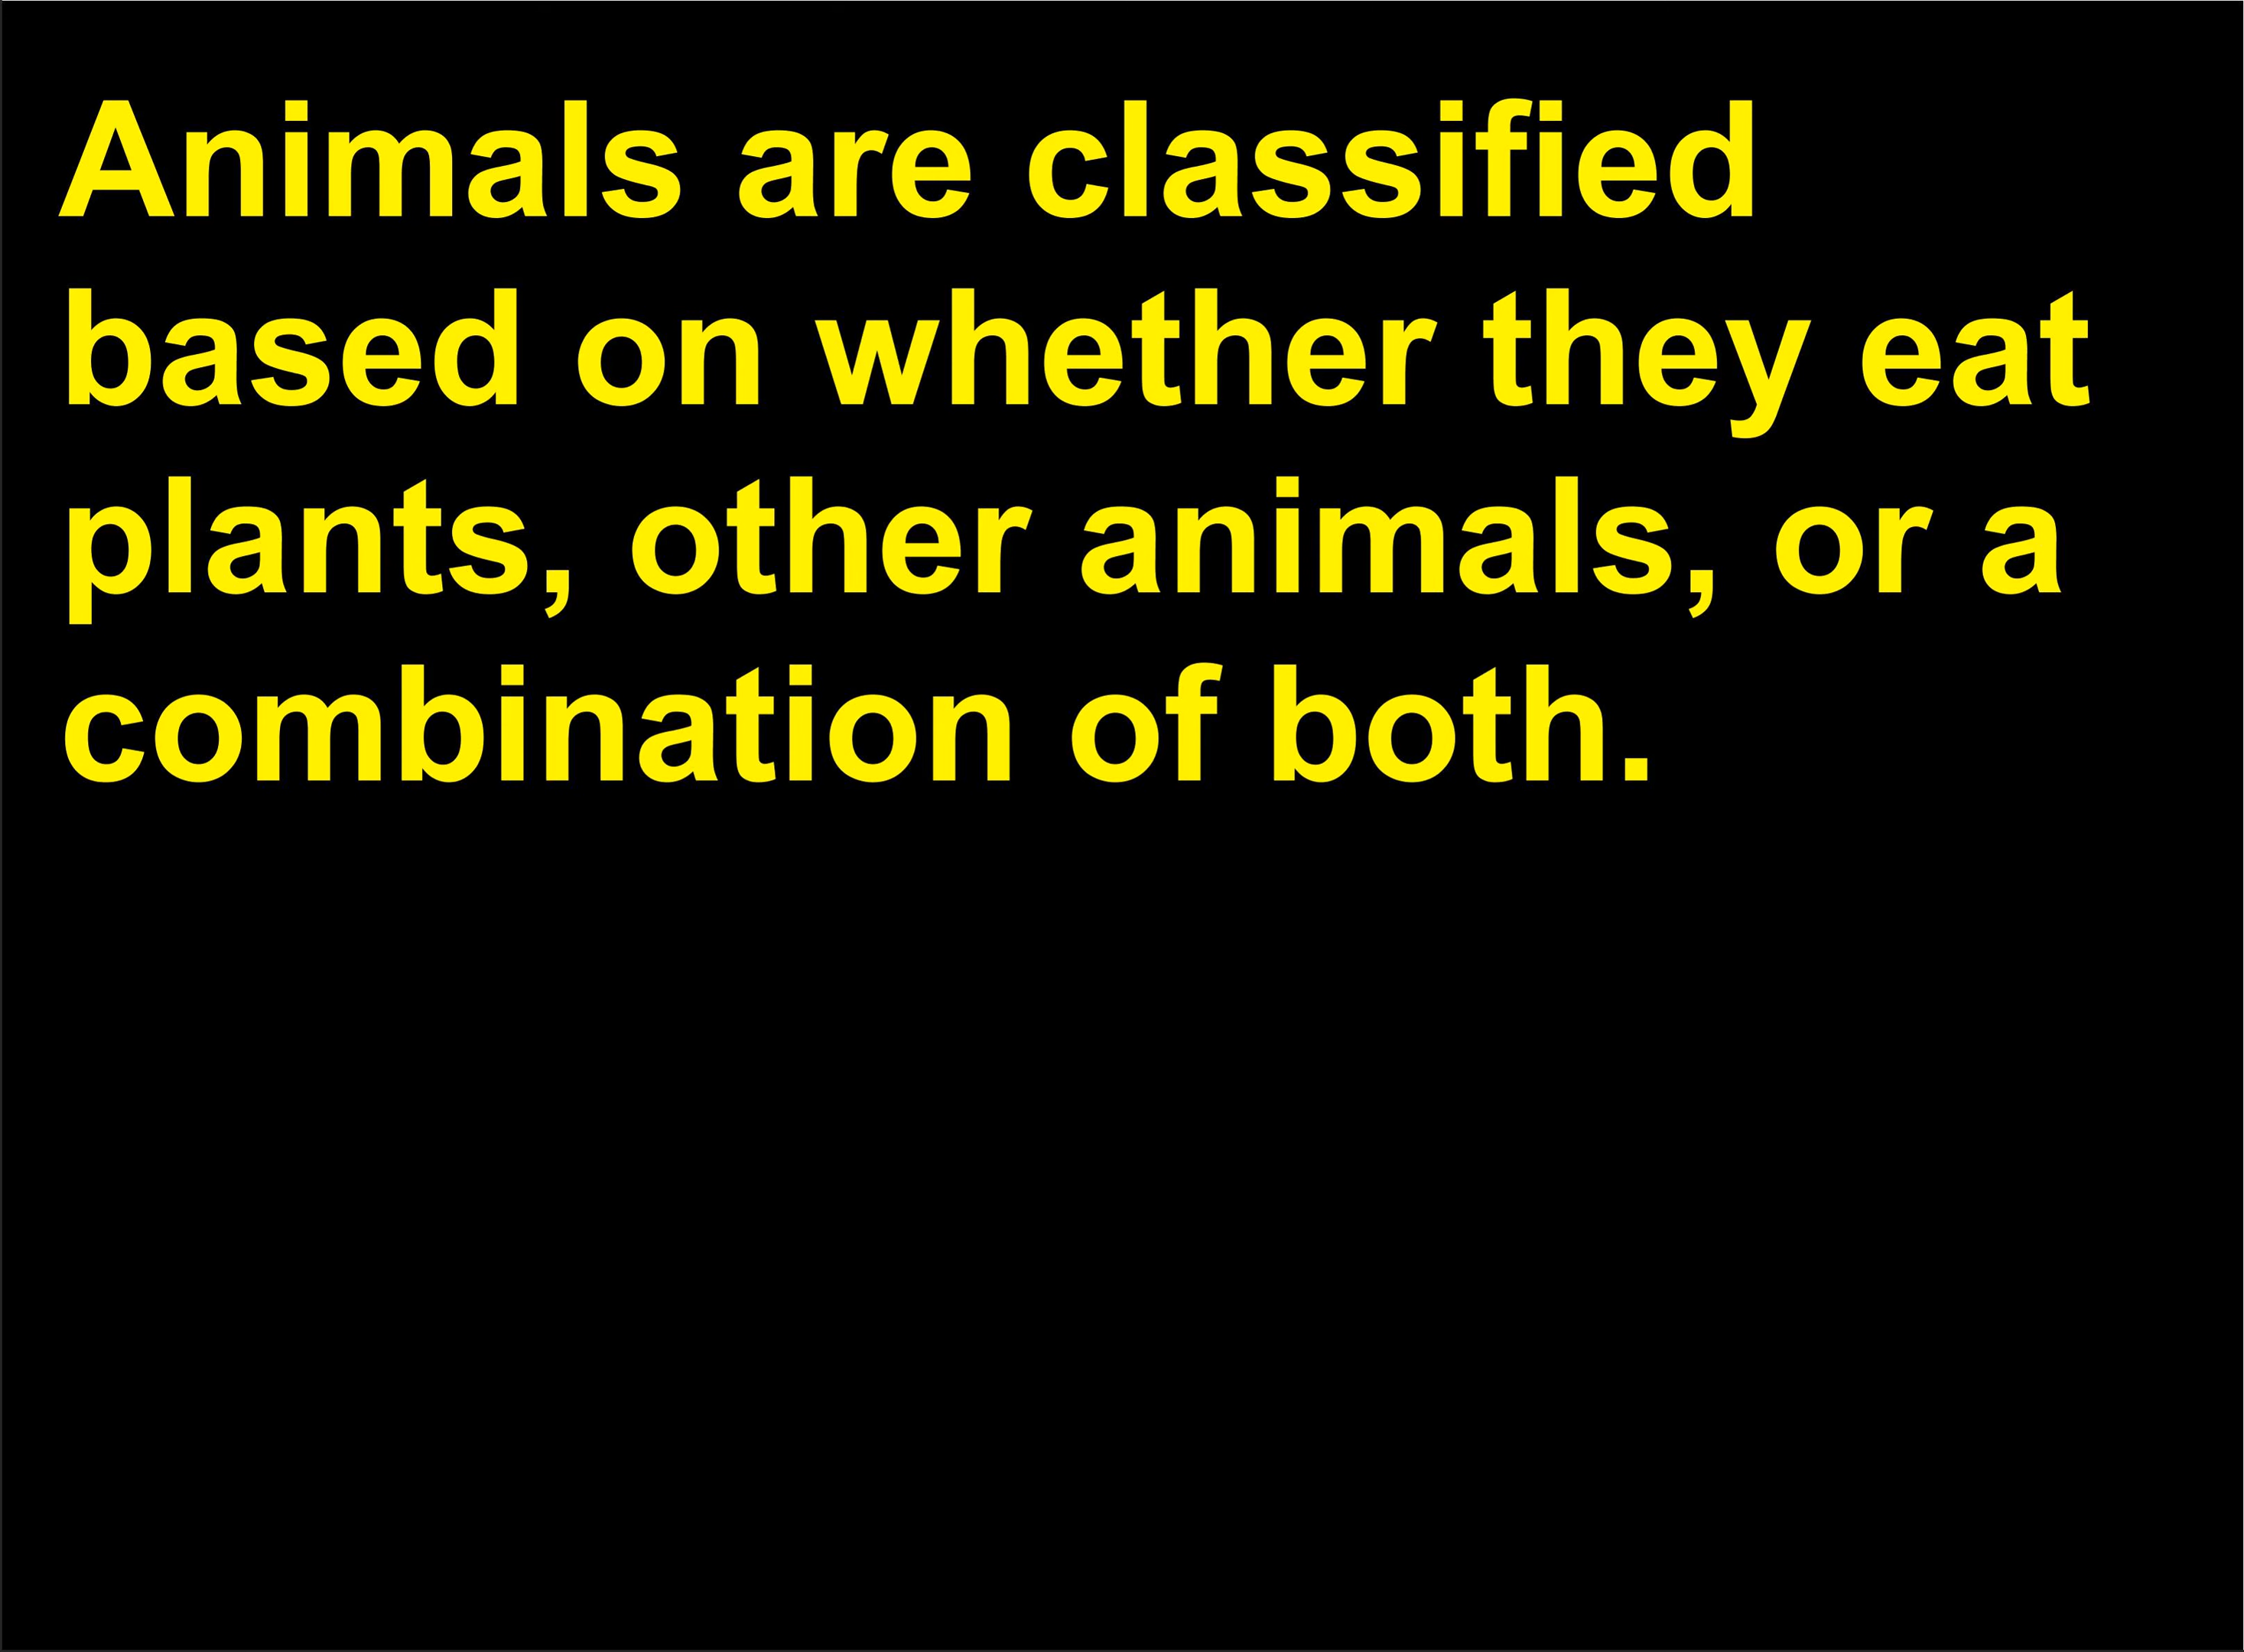 Animals are classified
based on whether they eat
plants, other animals, or a
combination of both.